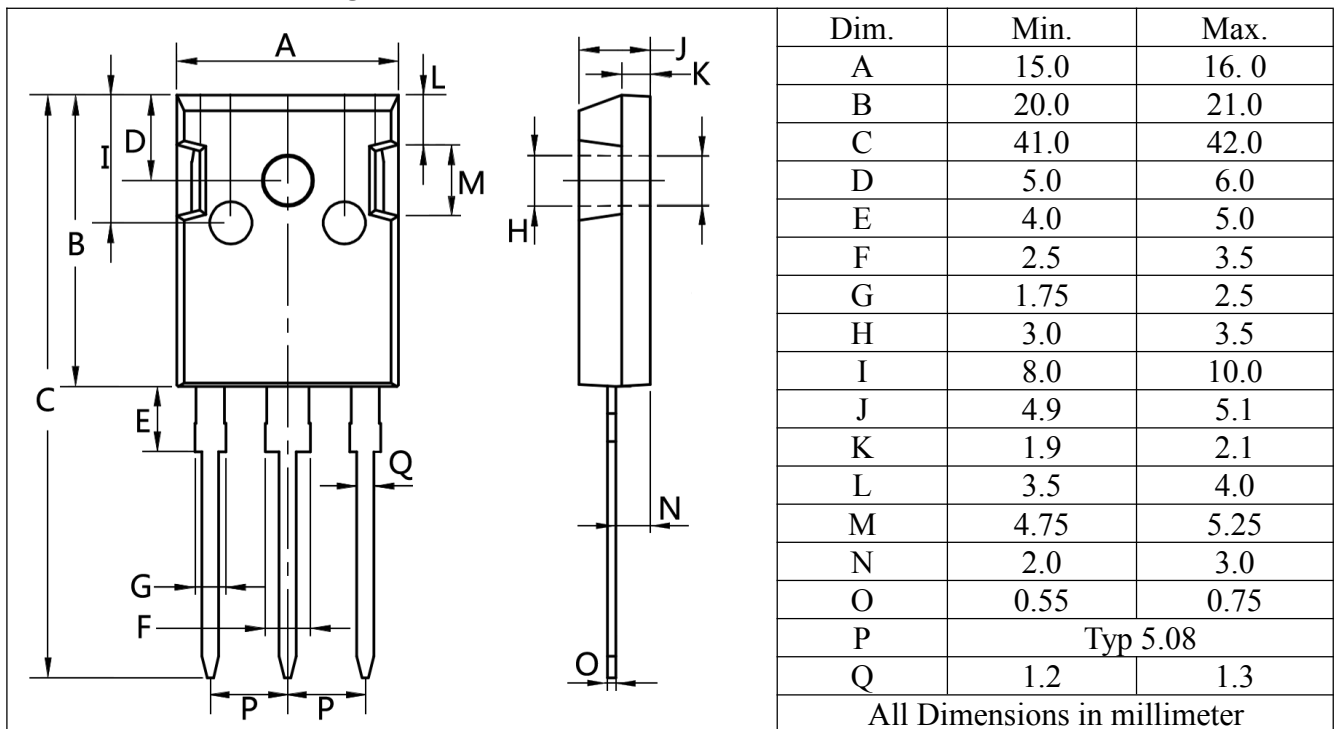 A
L
D
I
M
B
C
E
Q
G
F
P P
J
K
H
N
O
Dim. Min. Max.
A 15.0 16. 0
B 20.0 21.0
C 41.0 42.0
D 5.0 6.0
E 4.0 5.0
F 2.5 3.5
G 1.75 2.5
H 3.0 3.5
I 8.0 10.0
J 4.9 5.1
K 1.9 2.1
L 3.5 4.0
M 4.75 5.25
N 2.0 3.0
O 0.55 0.75
P Typ 5.08
Q 1.2 1.3
All Dimensions in millimeter